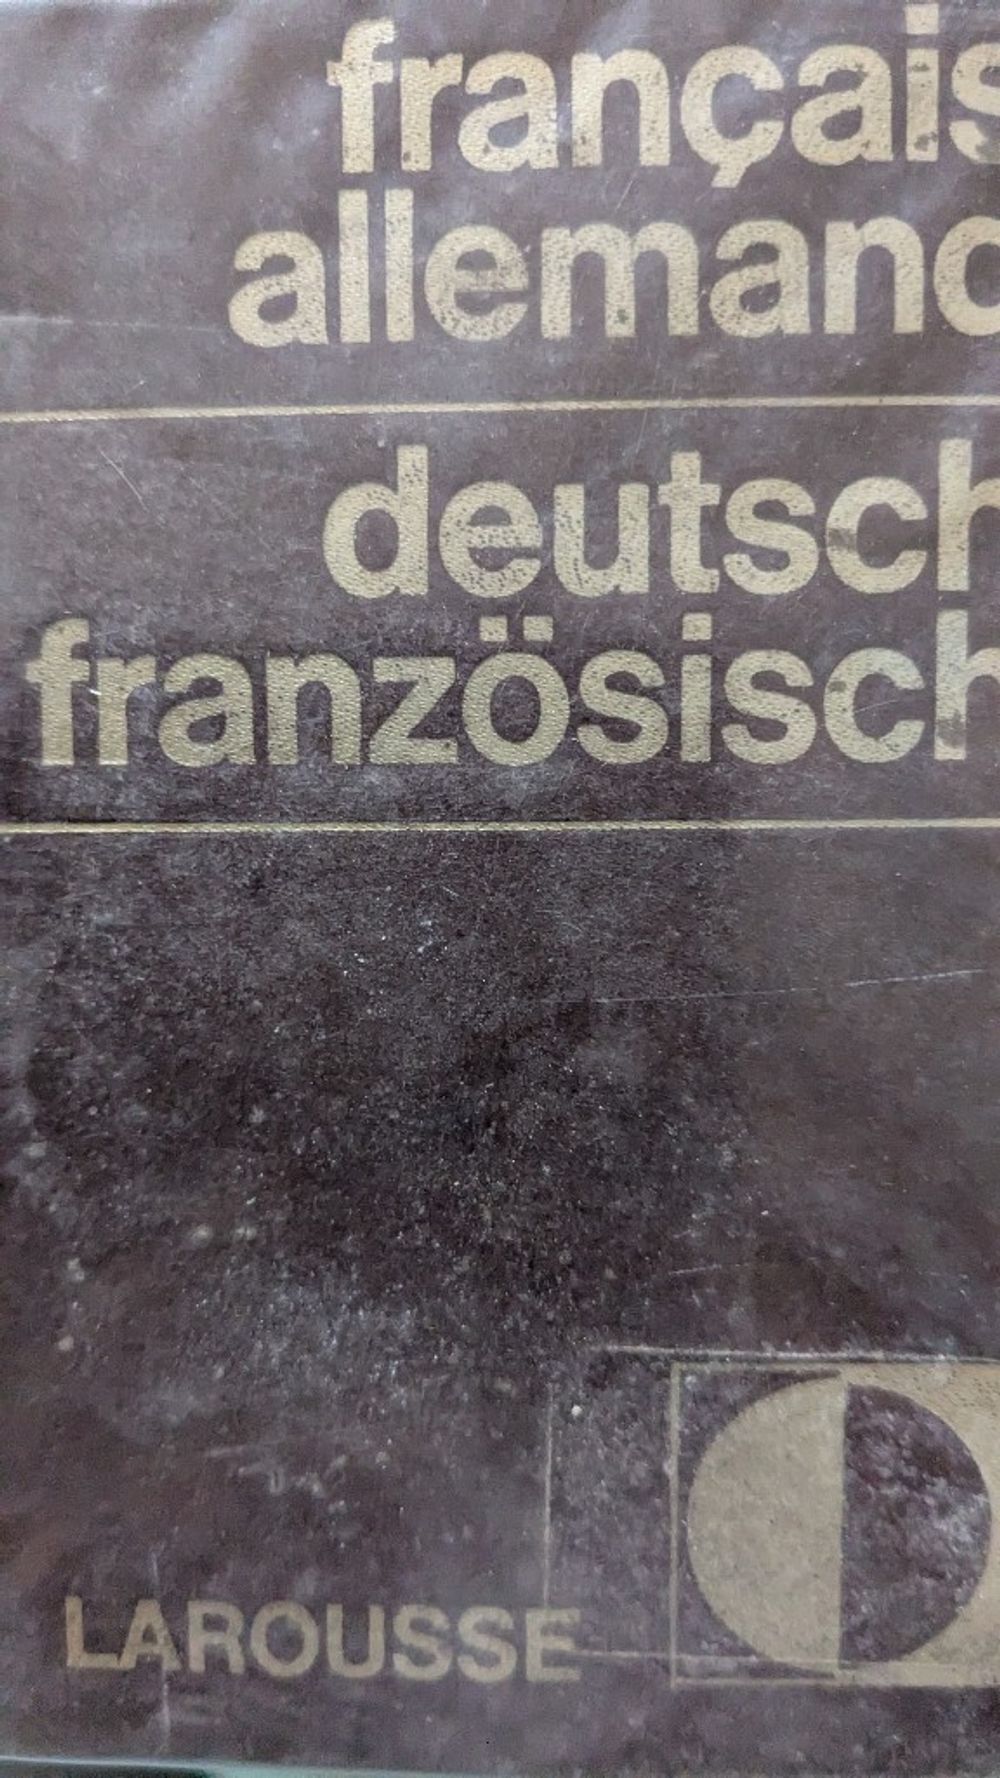 français
allemand
deutsch
französisch
LAROUSSE